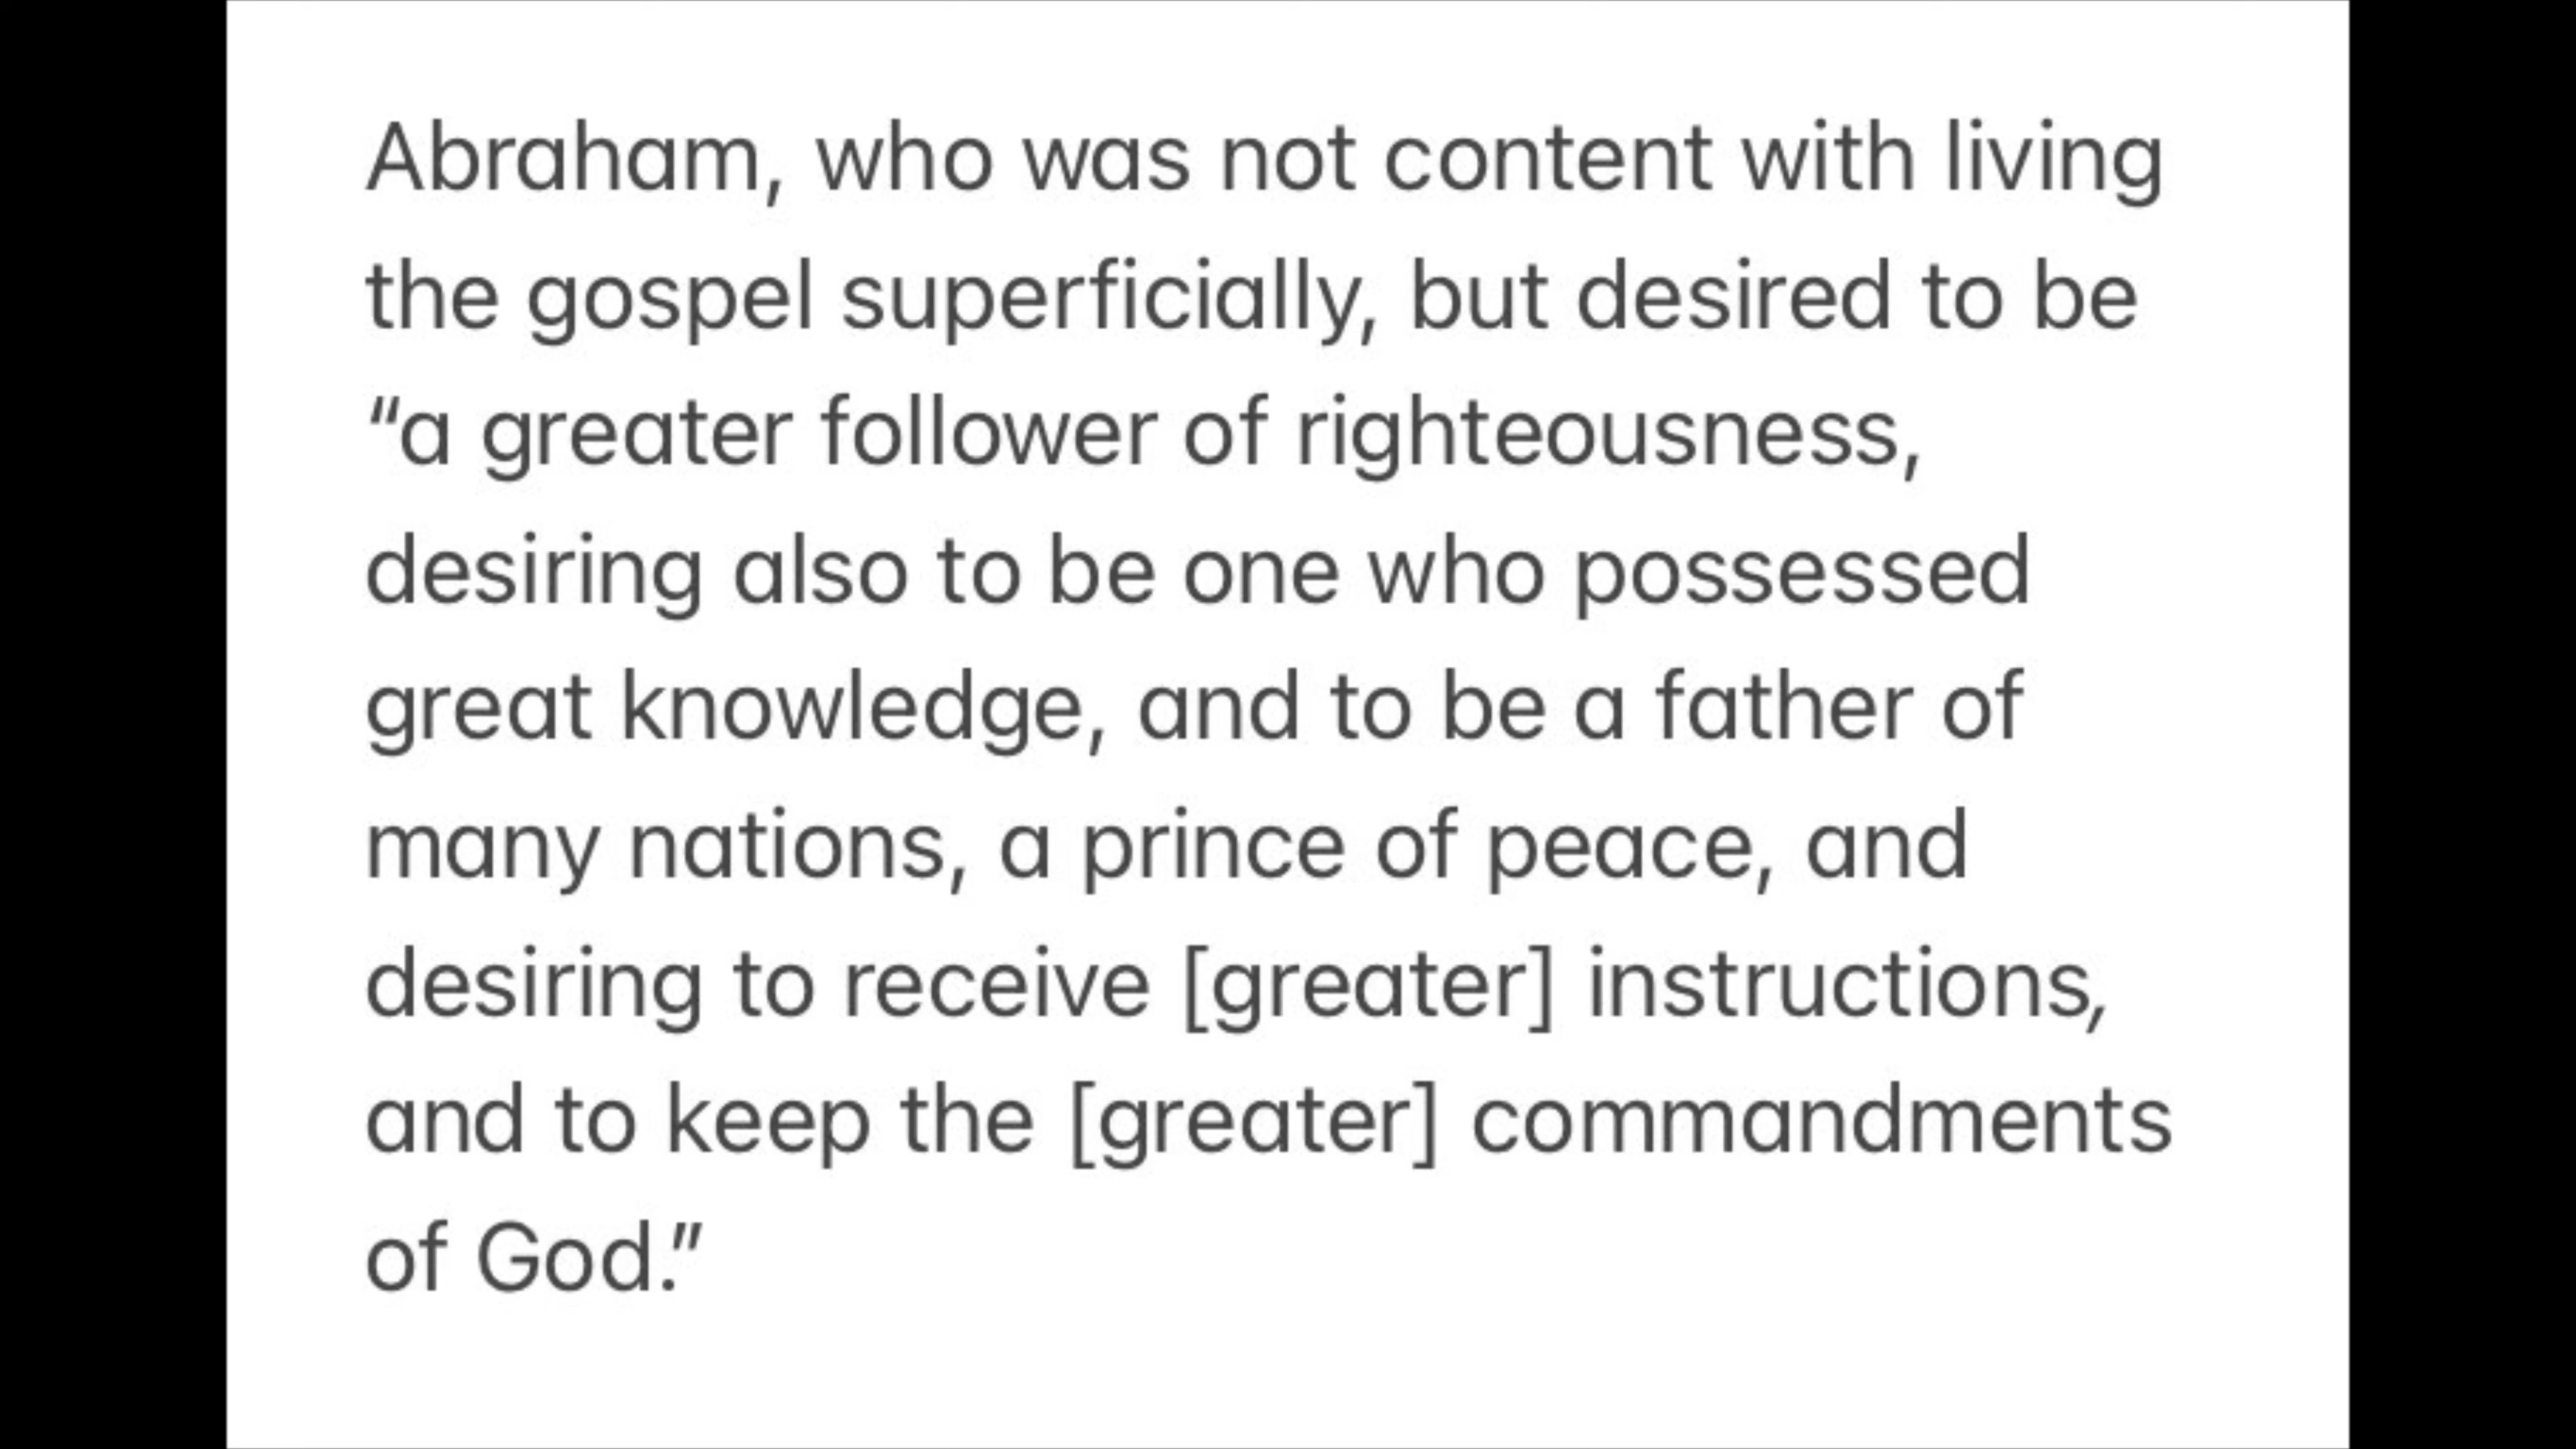 Abraham, who was not content with living
the gospel superficially, but desired to be
“a greater follower of righteousness,
desiring also to be one who possessed
great knowledge, and to be a father of
many nations, a prince of peace, and
desiring to receive [greater] instructions,
and to keep the [greater] commandments
of God.”